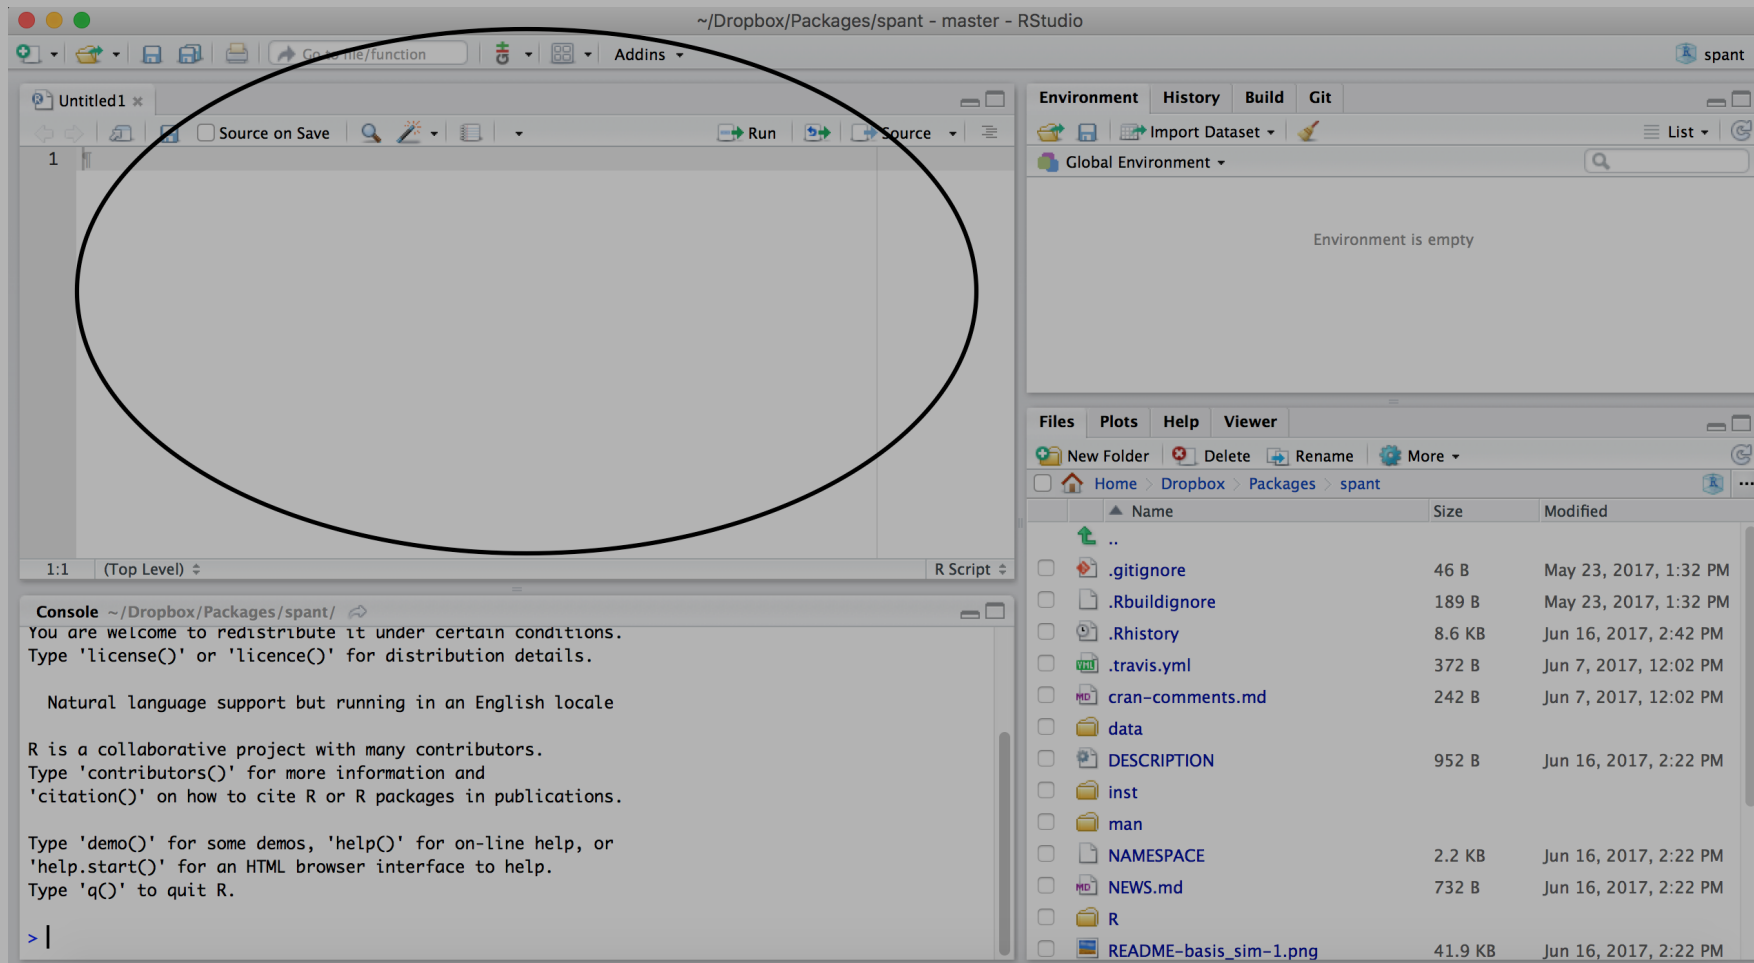 ~/Dropbox/Packages/spant - master - RStudio
Go to file/function
Addins
spant
Untitled1
Source on Save
Run
Source
1
1:1
(Top Level)
R Script
Console ~/Dropbox/Packages/spant/
You are welcome to redistribute it under certain conditions.
Type 'license()' or 'licence()' for distribution details.
Natural language support but running in an English locale
R is a collaborative project with many contributors.
Type 'contributors()' for more information and
'citation()' on how to cite R or R packages in publications.
Type 'demo()' for some demos, 'help()' for on-line help, or
'help.start()' for an HTML browser interface to help.
Type 'q()' to quit R.
>
Environment History Build Git
Import Dataset
List
Global Environment
Environment is empty
Files Plots Help Viewer
New Folder Delete Rename More
Home Dropbox Packages spant
...
Name Size Modified
..
.gitignore 46 B May 23, 2017, 1:32 PM
.Rbuildignore 189 B May 23, 2017, 1:32 PM
.Rhistory 8.6 KB Jun 16, 2017, 2:42 PM
.travis.yml 372 B Jun 7, 2017, 12:02 PM
cran-comments.md 242 B Jun 7, 2017, 12:02 PM
data
DESCRIPTION 952 B Jun 16, 2017, 2:22 PM
inst
man
NAMESPACE 2.2 KB Jun 16, 2017, 2:22 PM
NEWS.md 732 B Jun 16, 2017, 2:22 PM
R
README-basis_sim-1.png 41.9 KB Jun 16, 2017, 2:22 PM